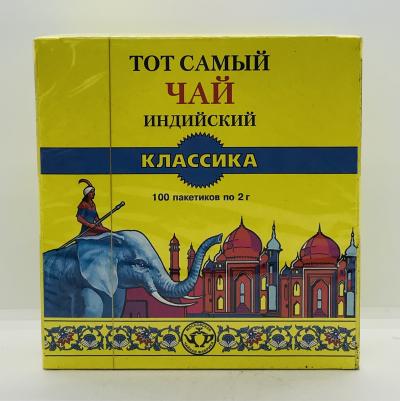 ТОТ САМЫЙ
ЧАЙ
ИНДИЙСКИЙ
КЛАССИКА
100 пакетиков по 2 г